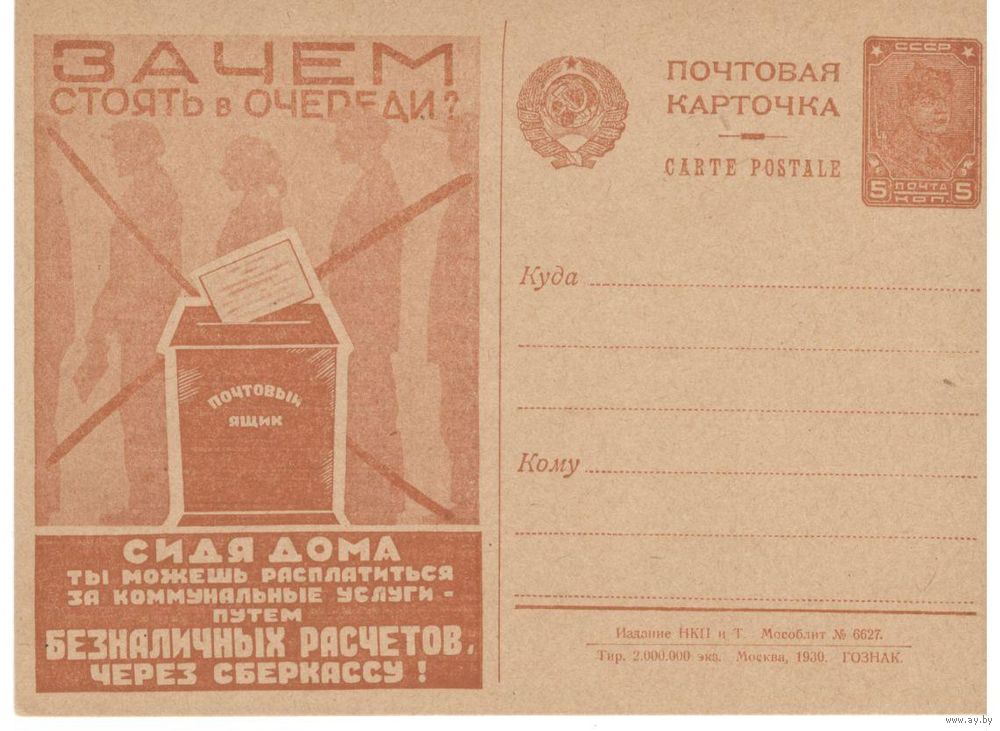 ЗАЧЕМ
СТОЯТЬ в ОЧЕРЕДИ?
ПОЧТОВЫЙ
ЯЩИК
СИДЯ ДОМА
ТЫ МОЖЕШЬ РАСПЛАТИТЬСЯ
ЗА КОММУНАЛЬНЫЕ УСЛУГИ -
ПУТЕМ
БЕЗНАЛИЧНЫХ РАСЧЕТОВ,
ЧЕРЕЗ СБЕРКАССУ!
ПОЧТОВАЯ
КАРТОЧКА
CARTE POSTALE
СССР
5 ПОЧТА 5
КОП.
Куда
Кому
Издание НКП и Т. Мособлит № 6627.
Тир. 2.000.000 экз. Москва, 1930. ГОЗНАК.
www.ay.by